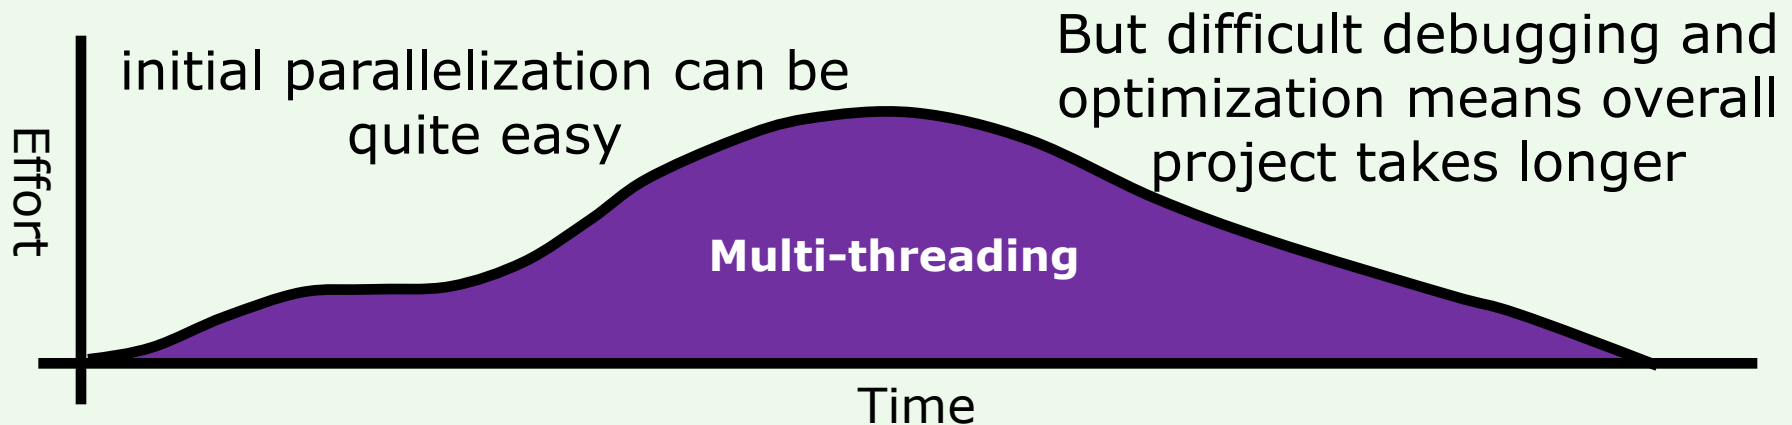 initial parallelization can be
quite easy
But difficult debugging and
optimization means overall
project takes longer
Effort
Multi-threading
Time